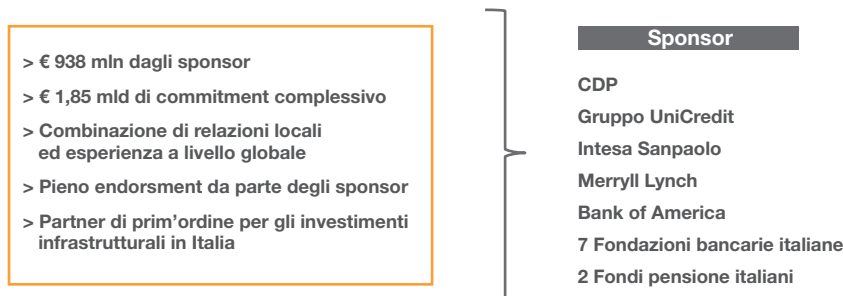 > € 938 mln dagli sponsor
> € 1,85 mld di commitment complessivo
> Combinazione di relazioni locali
ed esperienza a livello globale
> Pieno endorsment da parte degli sponsor
> Partner di prim’ordine per gli investimenti
infrastrutturali in Italia
Sponsor
CDP
Gruppo UniCredit
Intesa Sanpaolo
Merryll Lynch
Bank of America
7 Fondazioni bancarie italiane
2 Fondi pensione italiani